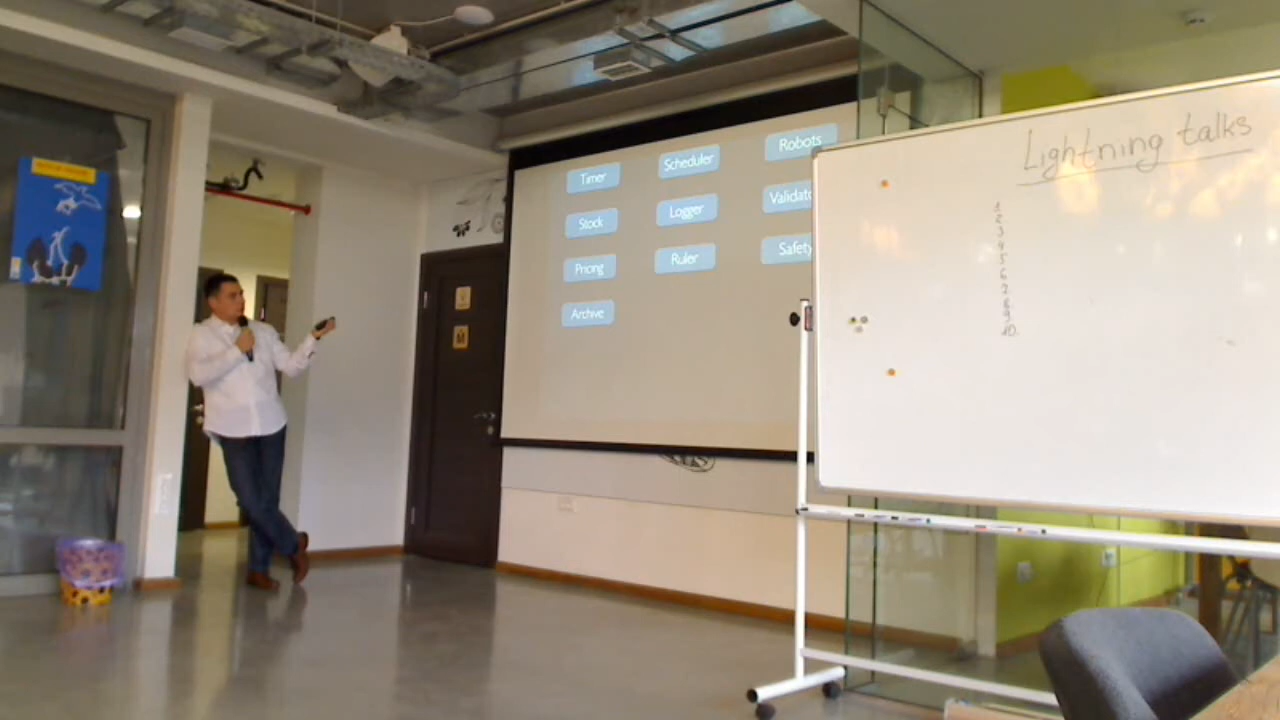 Timer
Scheduler
Robots
Stock
Logger
Validato
Pricing
Ruler
Safety
Archive
Lightning talks
1
2
3
4
5
6
7
8
9
10.
M